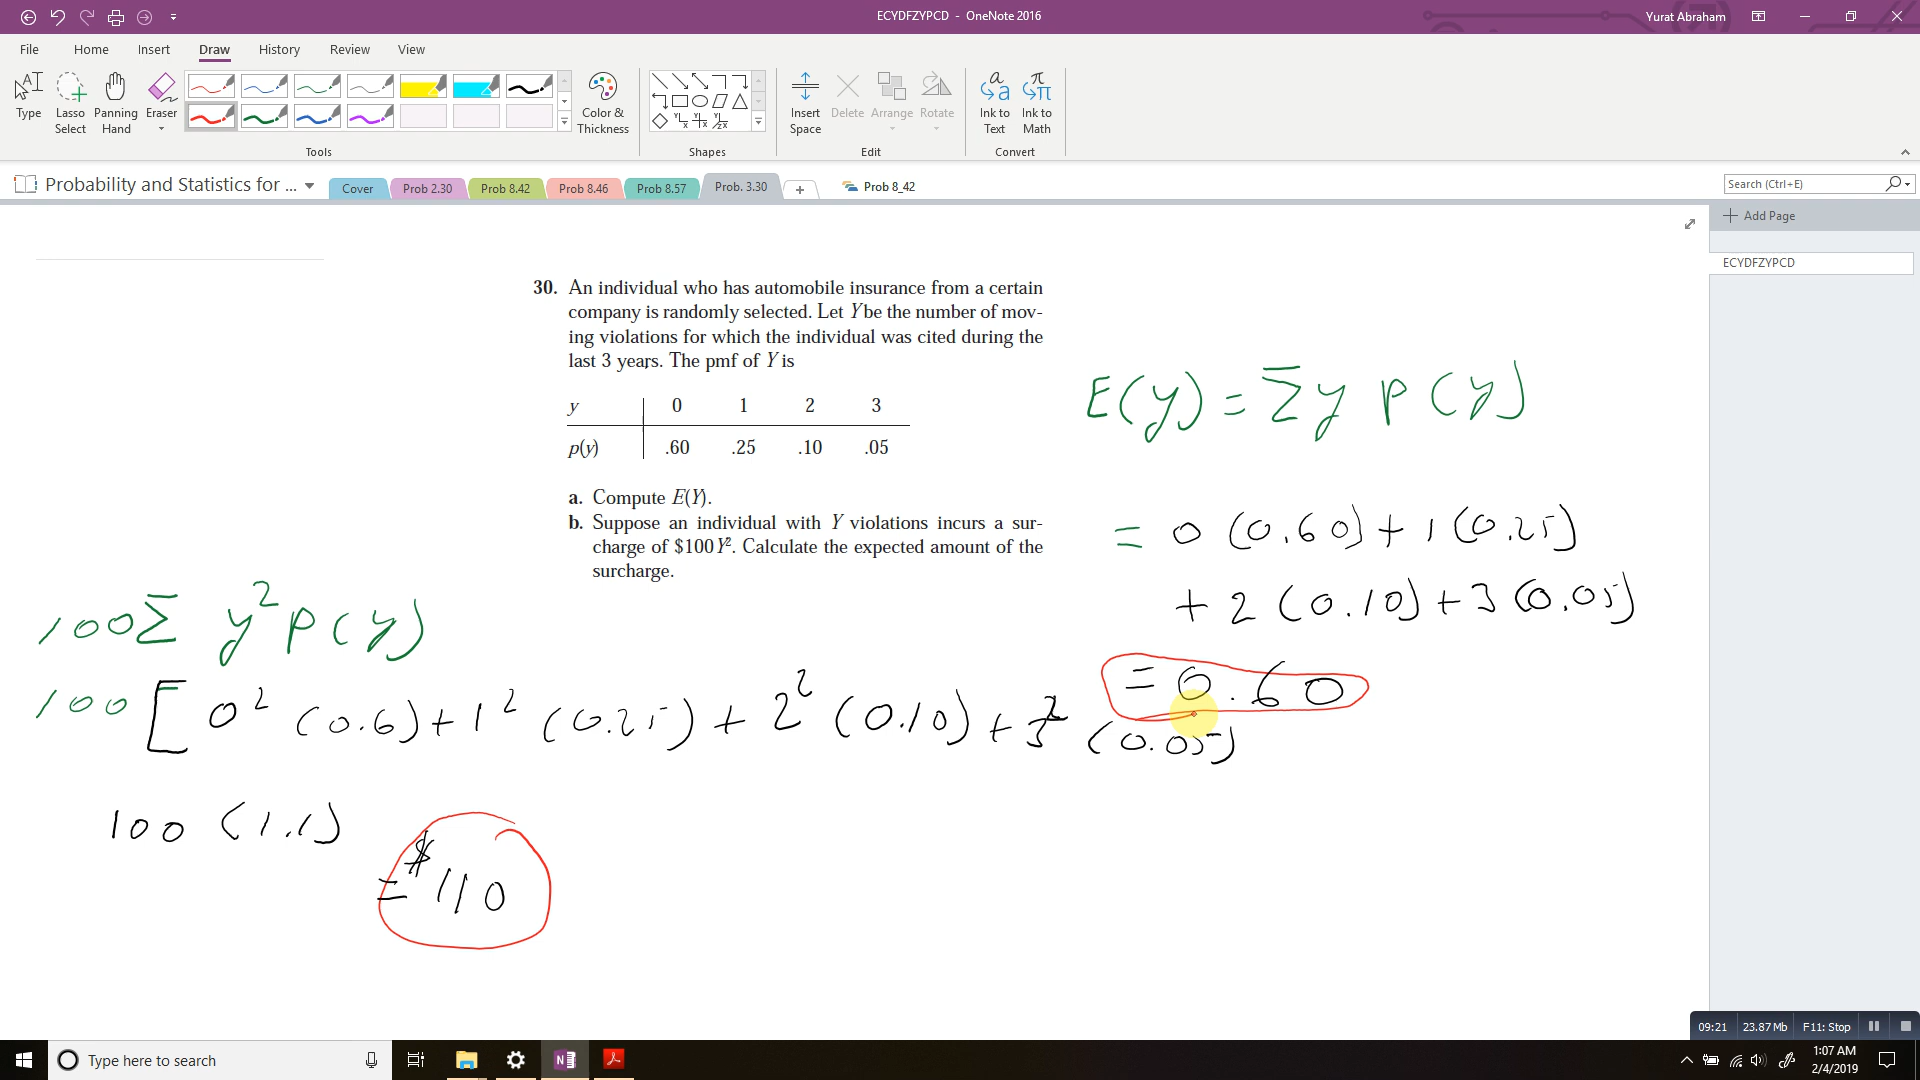 ECYDFZYPCD - OneNote 2016
Yurat Abraham
File Home Insert Draw History Review View
Type
Lasso Select
Panning Hand
Eraser
Color & Thickness
Insert Space
Delete
Arrange
Rotate
Ink to Text
Ink to Math
Tools Shapes Edit Convert
Probability and Statistics for ...
Cover Prob 2.30 Prob 8.42 Prob 8.46 Prob 8.57 Prob. 3.30 + Prob 8_42
Search (Ctrl+E)
Add Page
ECYDFZYPCD
30. An individual who has automobile insurance from a certain
company is randomly selected. Let Y be the number of mov-
ing violations for which the individual was cited during the
last 3 years. The pmf of Y is
y 0 1 2 3
p(y) .60 .25 .10 .05
a. Compute E(Y).
b. Suppose an individual with Y violations incurs a sur-
charge of $100Y². Calculate the expected amount of the
surcharge.
E(y) = Σ y P(y)
= 0 (0.60) + 1 (0.25)
+ 2 (0.10) + 3 (0.05)
= 0.60
100 Σ y² P(y)
100 [ 0² (0.6) + 1² (0.25) + 2² (0.10) + 3² (0.05)
100 (1.1)
= $110
09:21 23.87 Mb F11: Stop
Type here to search
1:07 AM
2/4/2019